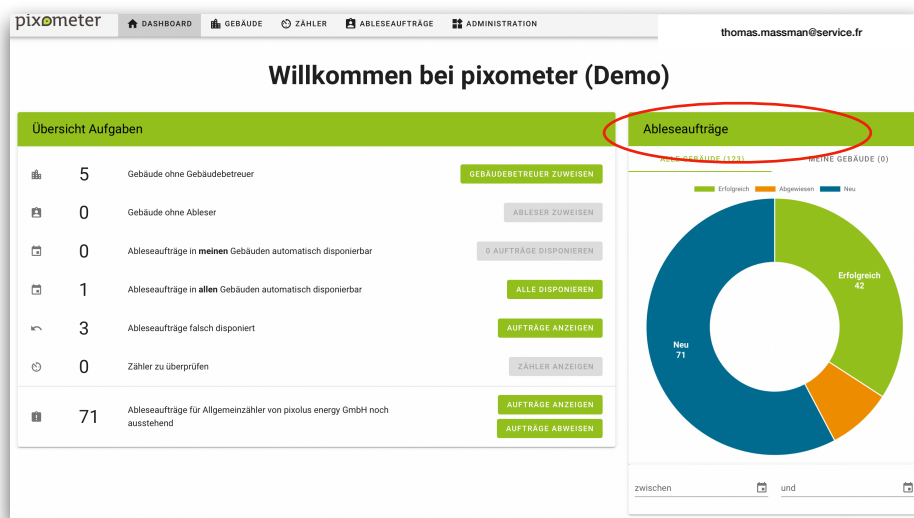 pixometer
DASHBOARD GEBÄUDE ZÄHLER ABLESEAUFTRÄGE ADMINISTRATION
thomas.massman@service.fr
Willkommen bei pixometer (Demo)
Übersicht Aufgaben
5 Gebäude ohne Gebäudebetreuer GEBÄUDEBETREUER ZUWEISEN
0 Gebäude ohne Ableser ABLESER ZUWEISEN
0 Ableseaufträge in meinen Gebäuden automatisch disponierbar 0 AUFTRÄGE DISPONIEREN
1 Ableseaufträge in allen Gebäuden automatisch disponierbar ALLE DISPONIEREN
3 Ableseaufträge falsch disponiert AUFTRÄGE ANZEIGEN
0 Zähler zu überprüfen ZÄHLER ANZEIGEN
71 Ableseaufträge für Allgemeinzähler von pixolus energy GmbH noch
ausstehend
AUFTRÄGE ANZEIGEN
AUFTRÄGE ABWEISEN
Ableseaufträge
ALLE GEBÄUDE (123) MEINE GEBÄUDE (0)
Erfolgreich Abgewiesen Neu
Erfolgreich
42
Neu
71
zwischen und